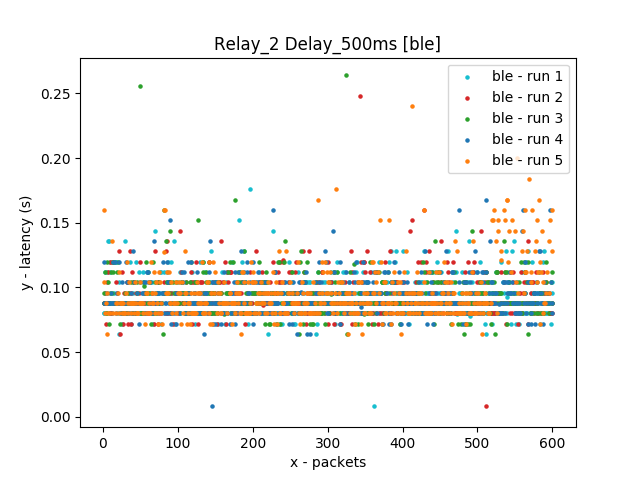 Relay_2 Delay_500ms [ble]
ble - run 1
ble - run 2
ble - run 3
ble - run 4
ble - run 5
y - latency (s)
0.25
0.20
0.15
0.10
0.05
0.00
0 100 200 300 400 500 600
x - packets